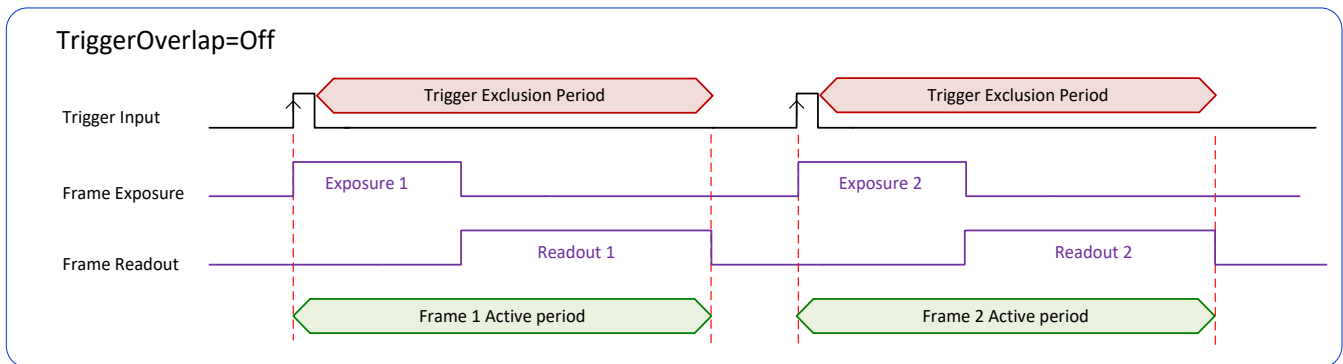 TriggerOverlap=Off
Trigger Exclusion Period
Trigger Exclusion Period
Trigger Input
Exposure 1
Exposure 2
Frame Exposure
Readout 1
Readout 2
Frame Readout
Frame 1 Active period
Frame 2 Active period